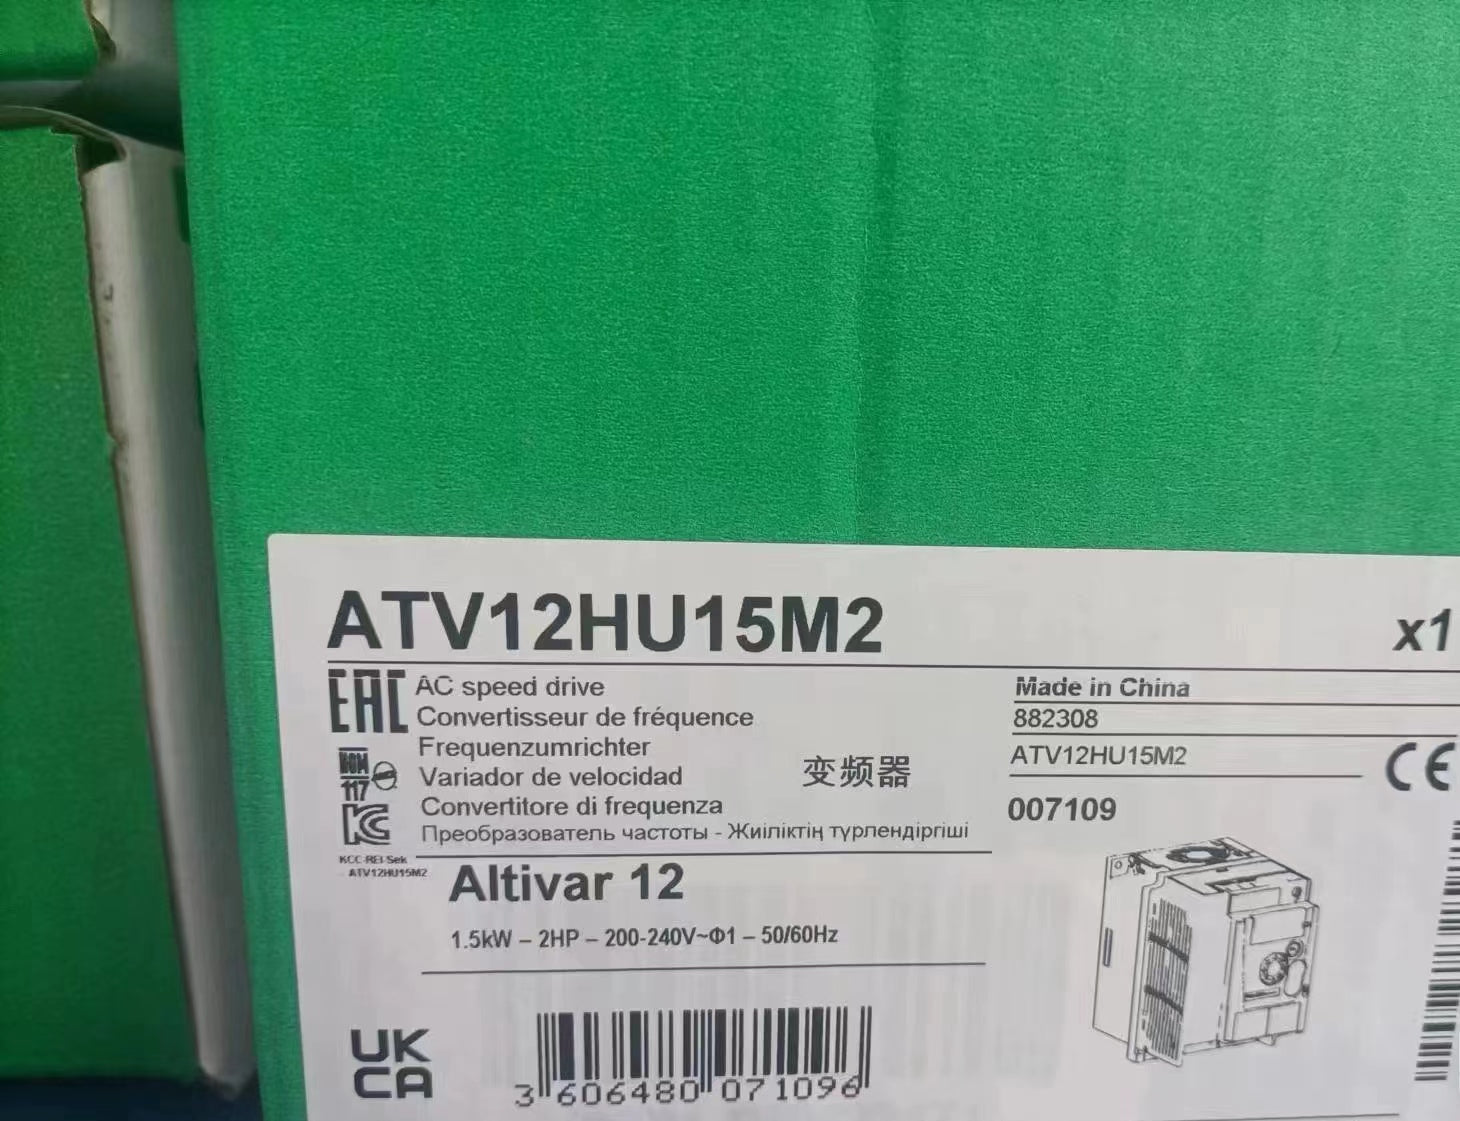 ATV12HU15M2
x1
EAC
AC speed drive
Convertisseur de fréquence
Frequenzumrichter
Variador de velocidad
Convertitore di frequenza
Преобразователь частоты - Жиіліктің түрлендіргіші
变频器
Made in China
882308
ATV12HU15M2
007109
CE
NOM
117
KCC-REI-Sek
- ATV12HU15M2
Altivar 12
1.5kW – 2HP – 200-240V~Φ1 – 50/60Hz
UK
CA
3 606480 071096